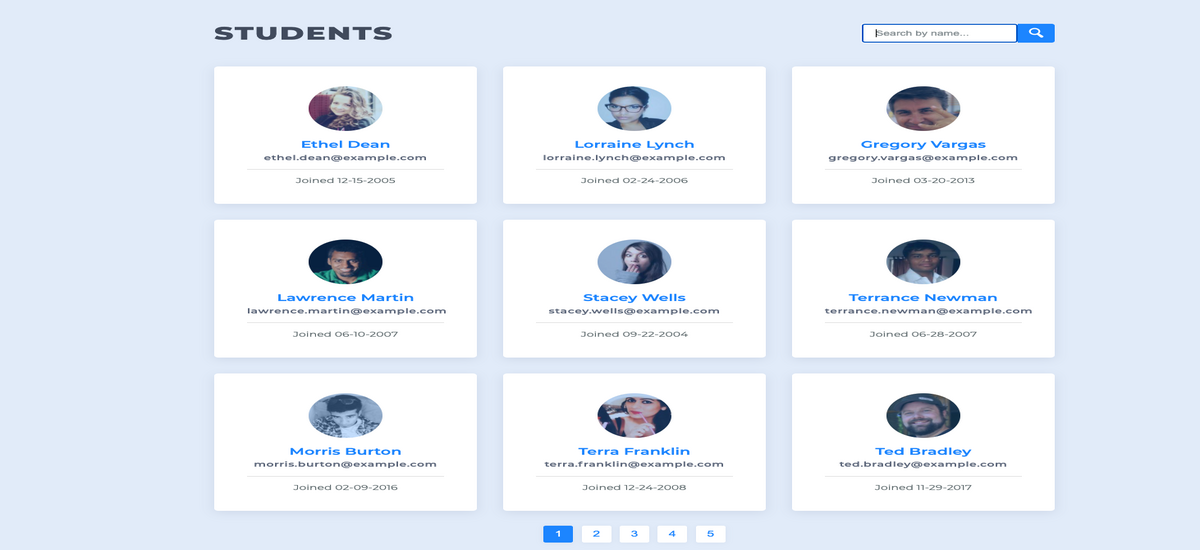 STUDENTS
Search by name...
Ethel Dean
ethel.dean@example.com
Joined 12-15-2005
Lorraine Lynch
lorraine.lynch@example.com
Joined 02-24-2006
Gregory Vargas
gregory.vargas@example.com
Joined 03-20-2013
Lawrence Martin
lawrence.martin@example.com
Joined 06-10-2007
Stacey Wells
stacey.wells@example.com
Joined 09-22-2004
Terrance Newman
terrance.newman@example.com
Joined 06-28-2007
Morris Burton
morris.burton@example.com
Joined 02-09-2016
Terra Franklin
terra.franklin@example.com
Joined 12-24-2008
Ted Bradley
ted.bradley@example.com
Joined 11-29-2017
1 2 3 4 5